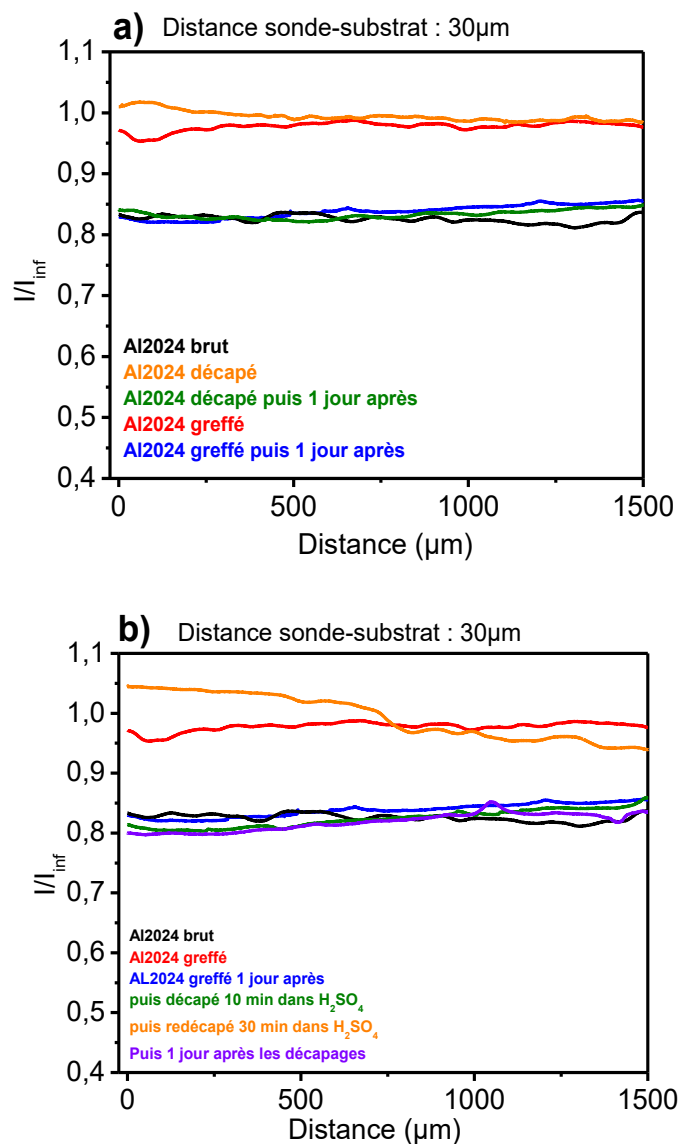 a) Distance sonde-substrat : 30µm
1,1
1,0
0,9
0,8
0,7
0,6
0,5
0,4
I/I_inf
Al2024 brut
Al2024 décapé
Al2024 décapé puis 1 jour après
Al2024 greffé
Al2024 greffé puis 1 jour après
0 500 1000 1500
Distance (µm)
b) Distance sonde-substrat : 30µm
1,1
1,0
0,9
0,8
0,7
0,6
0,5
0,4
I/I_inf
Al2024 brut
Al2024 greffé
AL2024 greffé 1 jour après
puis décapé 10 min dans H₂SO₄
puis redécapé 30 min dans H₂SO₄
Puis 1 jour après les décapages
0 500 1000 1500
Distance (µm)